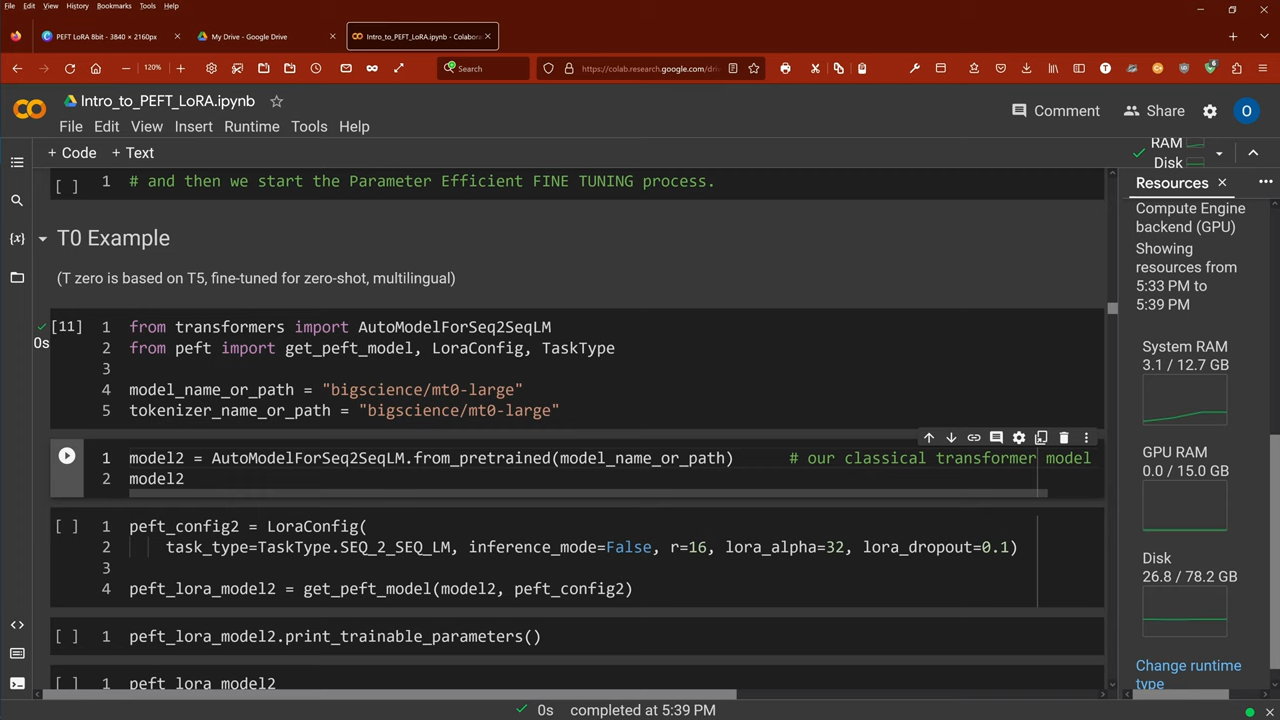 File Edit View History Bookmarks Tools Help
PEFT LoRA 8bit - 3840 × 2160px
My Drive - Google Drive
Intro_to_PEFT_LoRA.ipynb - Colabora
120%
Search
https://colab.research.google.com/driv
Intro_to_PEFT_LoRA.ipynb
Comment
Share
O
File Edit View Insert Runtime Tools Help
+ Code + Text
RAM
Disk
[ ] 1 # and then we start the Parameter Efficient FINE TUNING process.
T0 Example
(T zero is based on T5, fine-tuned for zero-shot, multilingual)
[11] 1 from transformers import AutoModelForSeq2SeqLM
0s 2 from peft import get_peft_model, LoraConfig, TaskType
3
4 model_name_or_path = "bigscience/mt0-large"
5 tokenizer_name_or_path = "bigscience/mt0-large"
1 model2 = AutoModelForSeq2SeqLM.from_pretrained(model_name_or_path) # our classical transformer model
2 model2
[ ] 1 peft_config2 = LoraConfig(
2 task_type=TaskType.SEQ_2_SEQ_LM, inference_mode=False, r=16, lora_alpha=32, lora_dropout=0.1)
3
4 peft_lora_model2 = get_peft_model(model2, peft_config2)
[ ] 1 peft_lora_model2.print_trainable_parameters()
[ ] 1 peft_lora_model2
Resources
Compute Engine
backend (GPU)
Showing
resources from
5:33 PM to
5:39 PM
System RAM
3.1 / 12.7 GB
GPU RAM
0.0 / 15.0 GB
Disk
26.8 / 78.2 GB
Change runtime
type
0s completed at 5:39 PM